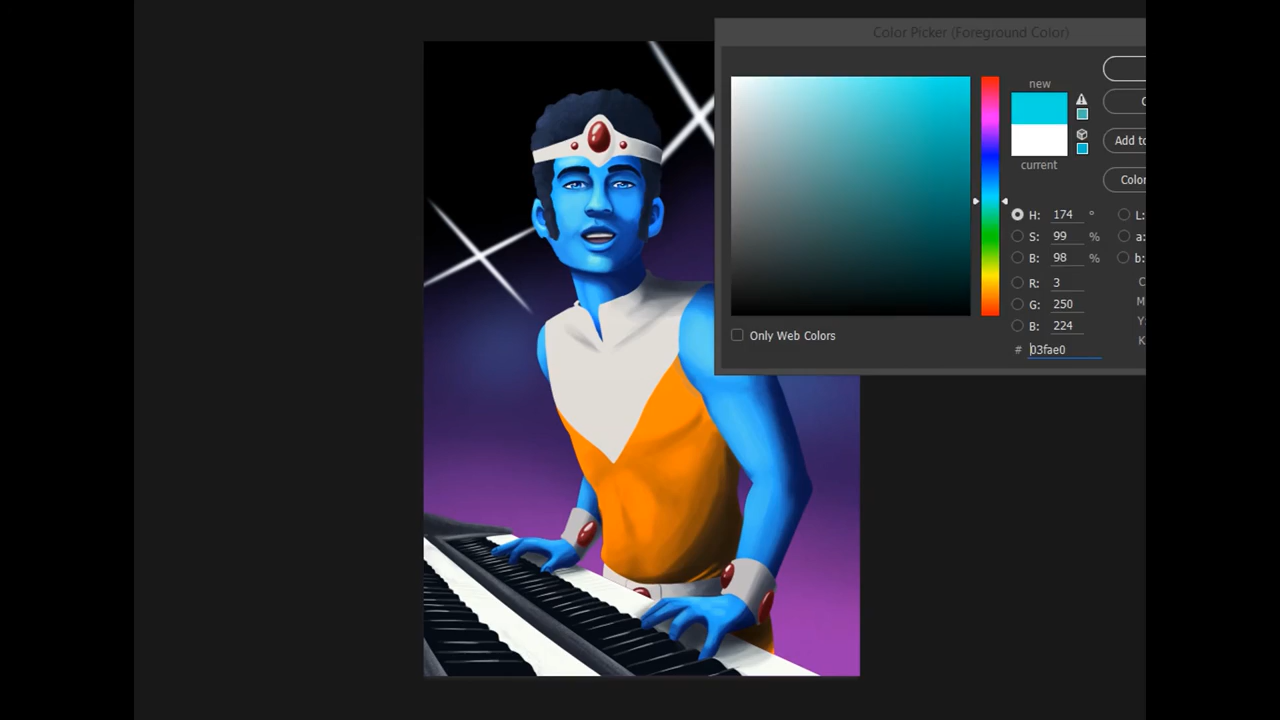 Color Picker (Foreground Color)
new
current
Add to
Color
H: 174 ° L:
S: 99 % a:
B: 98 % b:
R: 3 C
G: 250 M
B: 224 Y:
K
# 03fae0
Only Web Colors